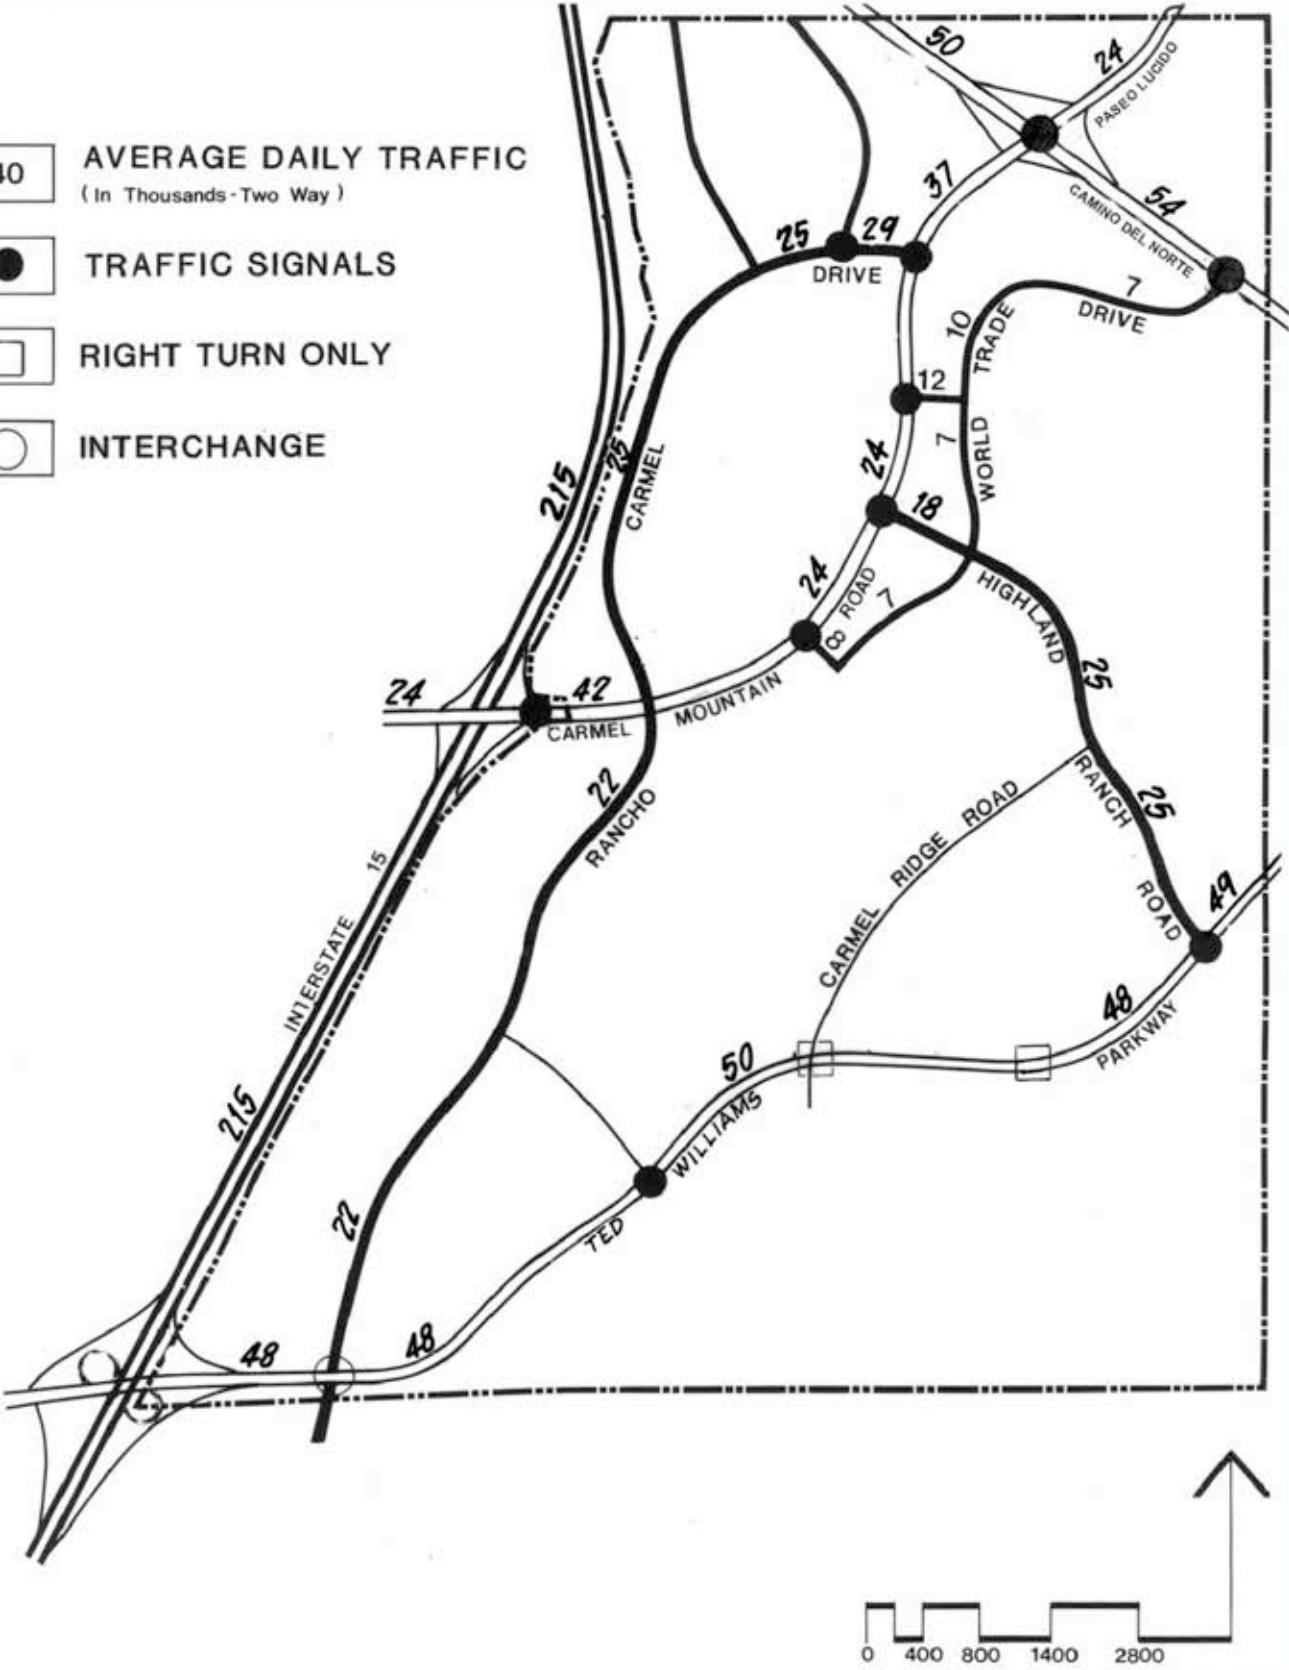 50
24
PASEO LUCIDO
40
AVERAGE DAILY TRAFFIC
( In Thousands - Two Way )
37
54
CAMINO DEL NORTE
25
29
DRIVE
TRAFFIC SIGNALS
7
DRIVE
10
TRADE
RIGHT TURN ONLY
12
7
WORLD
INTERCHANGE
25
CARMEL
215
24
18
24
ROAD
7
8
HIGHLAND
25
24
42
CARMEL
MOUNTAIN
22
RANCHO
RANCH
25
ROAD
CARMEL RIDGE ROAD
49
INTERSTATE 15
48
PARKWAY
50
WILLIAMS
TED
215
22
48
48
0 400 800 1400 2800